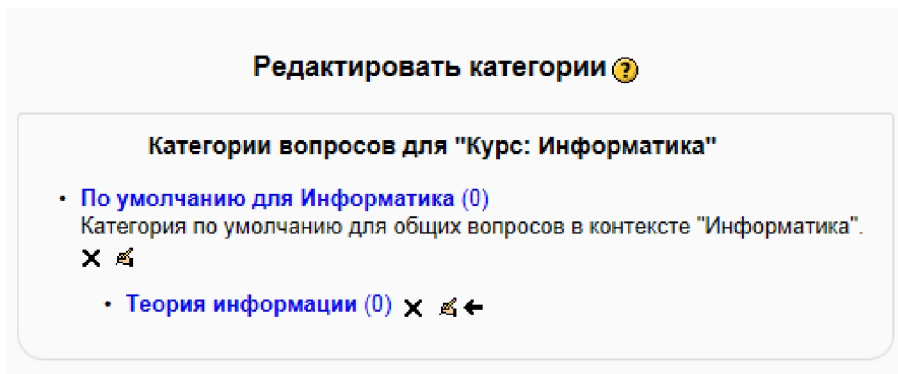 Редактировать категории
Категории вопросов для "Курс: Информатика"
• По умолчанию для Информатика (0)
Категория по умолчанию для общих вопросов в контексте "Информатика".
• Теория информации (0)